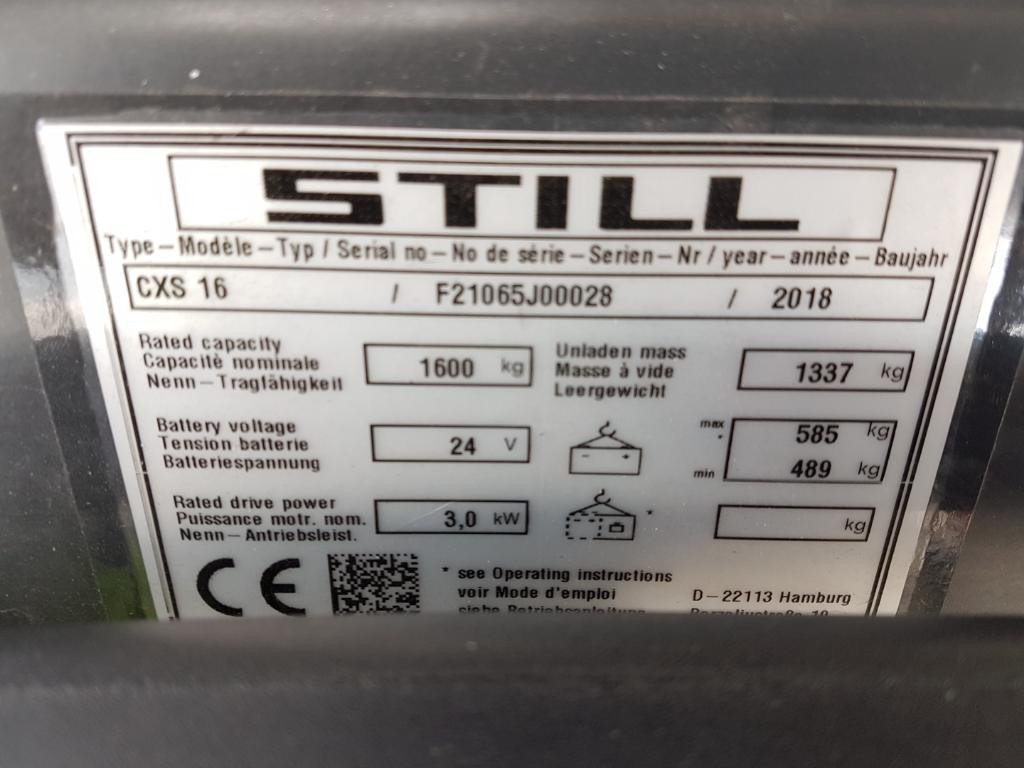 STILL
Type – Modèle – Typ / Serial no – No de série – Serien – Nr / year – année – Baujahr
CXS 16 / F21065J00028 / 2018
Rated capacity
Capacitè nominale
Nenn – Tragfähigkeit
1600 kg
Unladen mass
Masse à vide
Leergewicht
1337 kg
Battery voltage
Tension batterie
Batteriespannung
24 V
- +
max
*
min
585 kg
489 kg
Rated drive power
Puissance motr. nom.
Nenn – Antriebsleist.
3,0 kW
*
kg
CE
* see Operating instructions
voir Mode d'emploi
siehe Betriebsanleitung
D – 22113 Hamburg